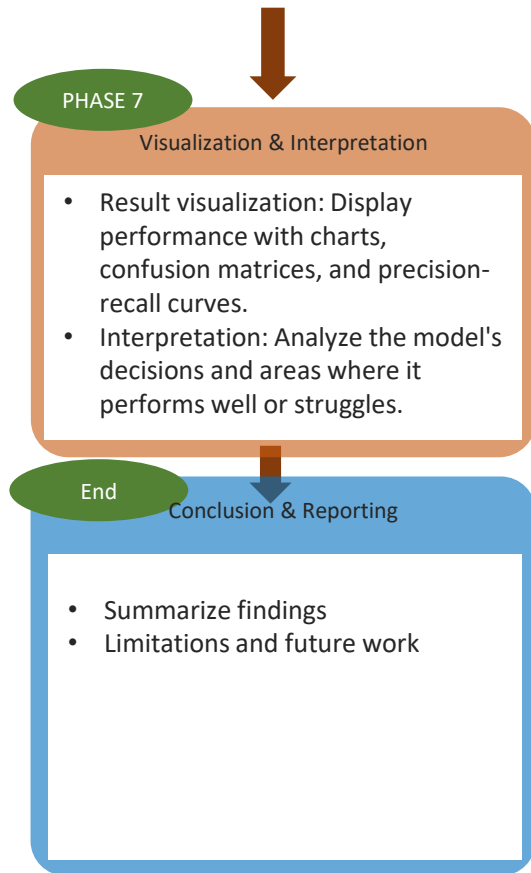 PHASE 7
Visualization & Interpretation
• Result visualization: Display
performance with charts,
confusion matrices, and precision-
recall curves.
• Interpretation: Analyze the model's
decisions and areas where it
performs well or struggles.
End
Conclusion & Reporting
• Summarize findings
• Limitations and future work